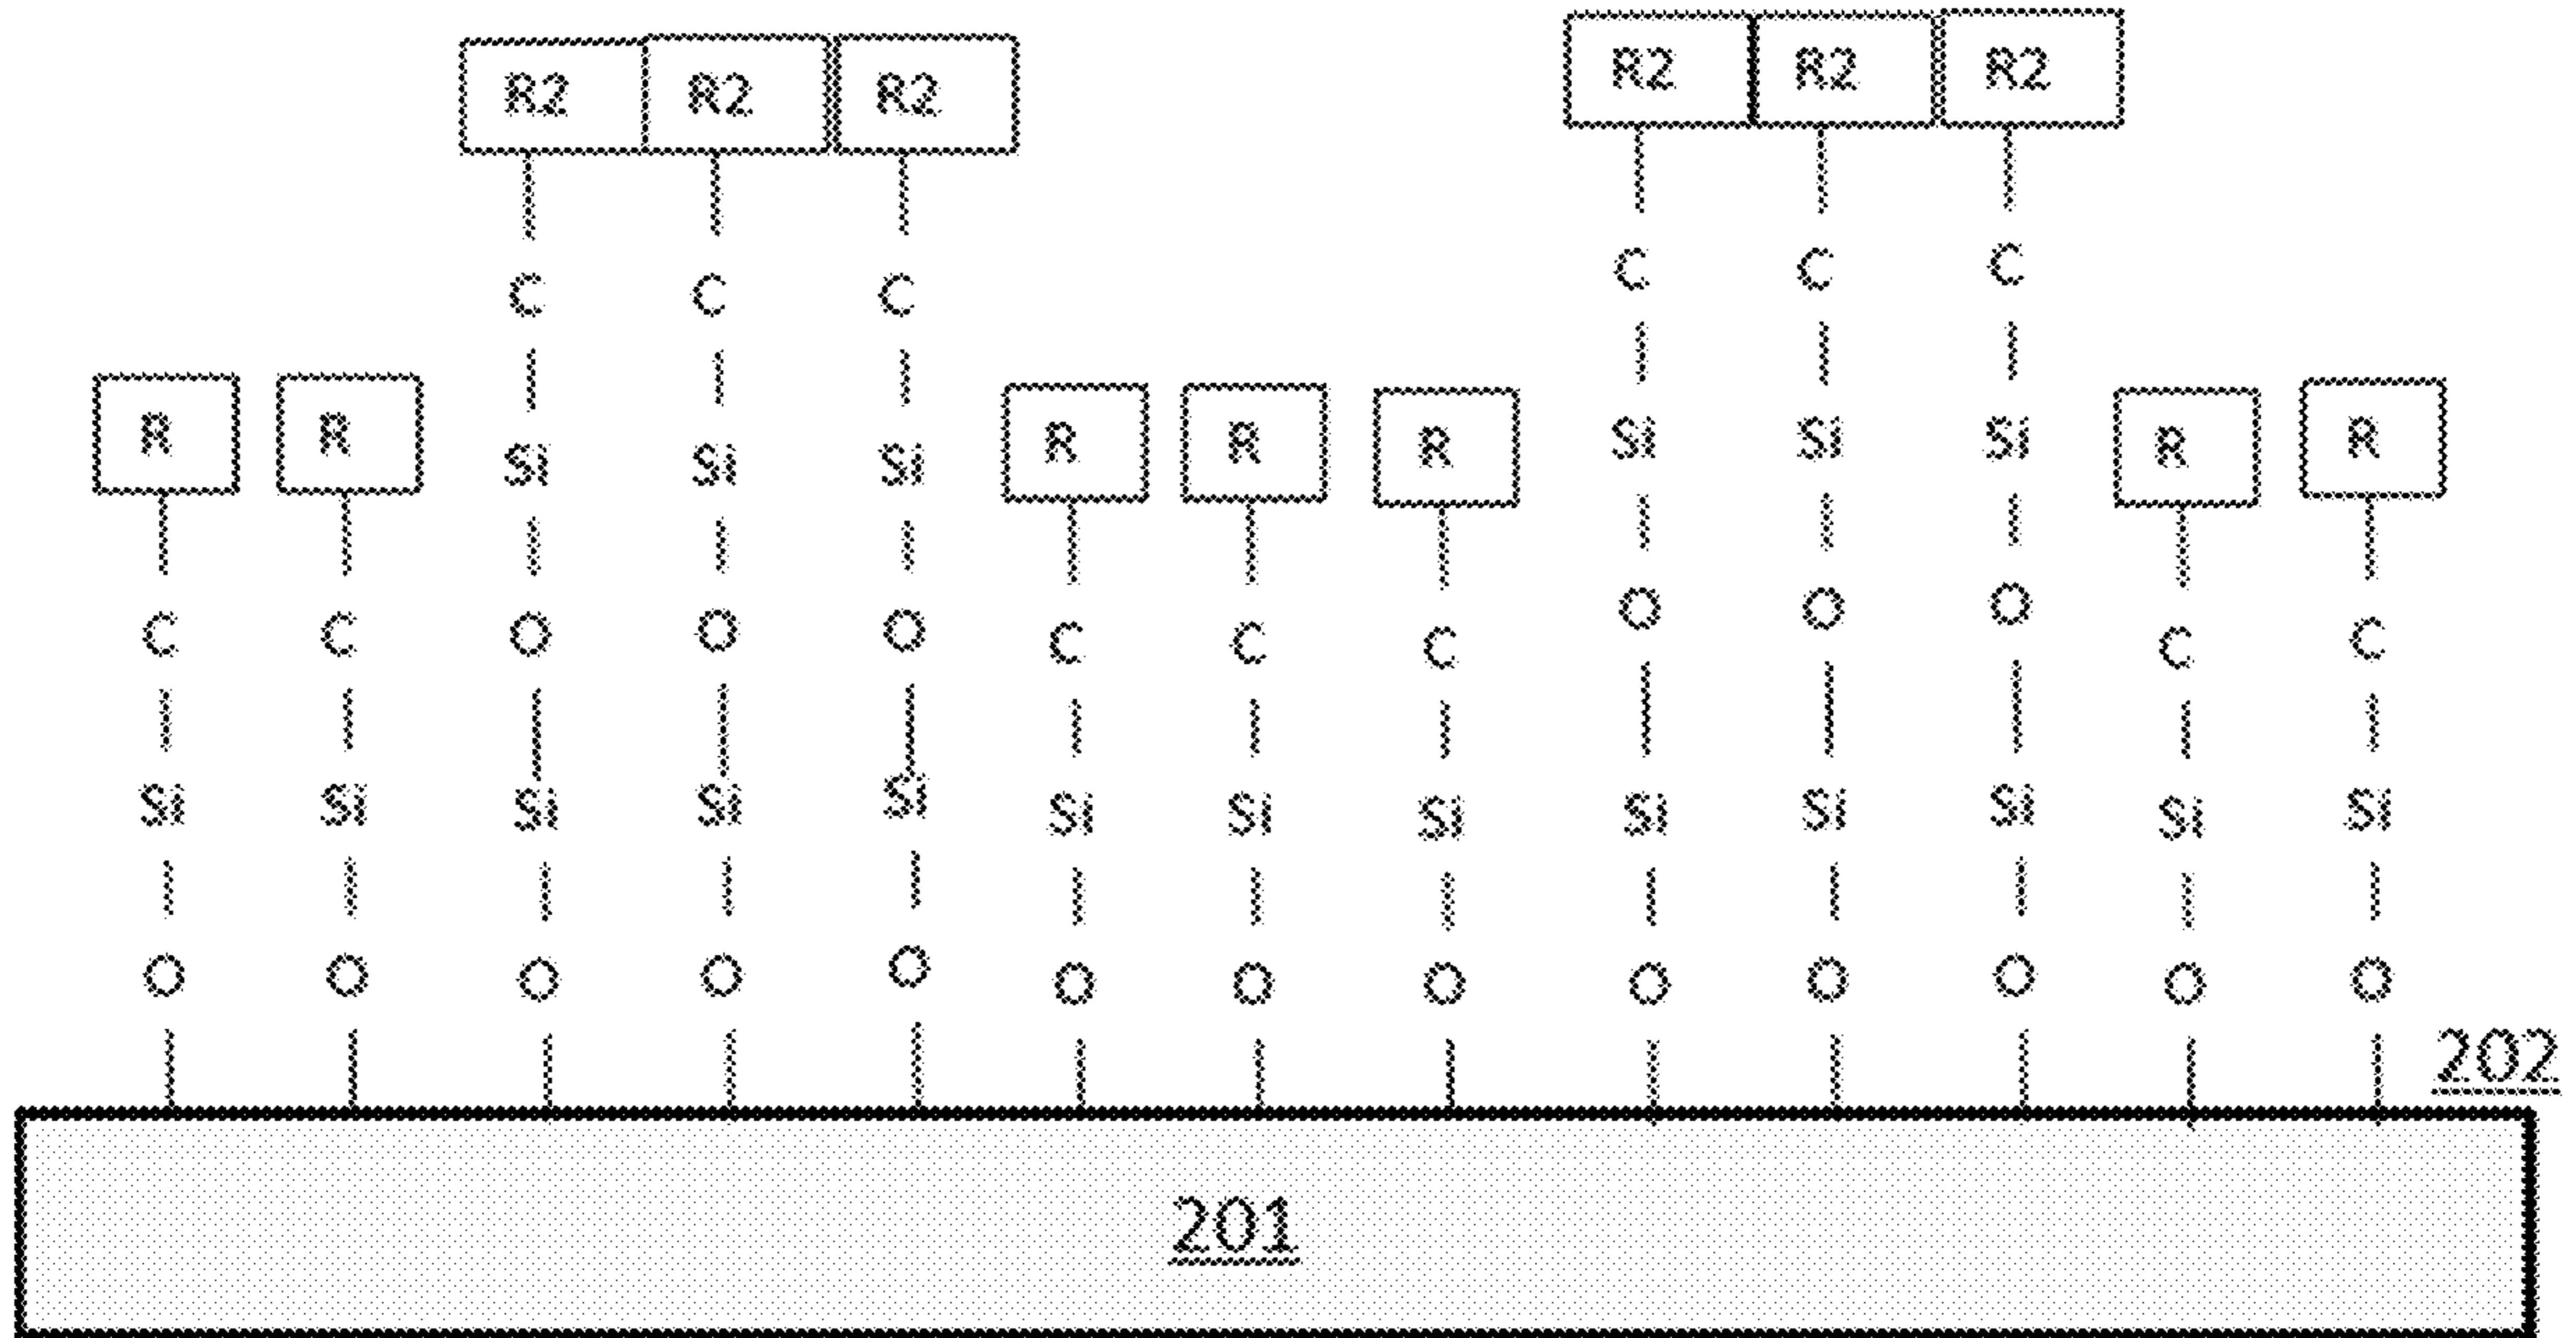 R2 R2 R2 R2 R2 R2
C C C C C C
R R Si Si Si R R R Si Si Si R R
C C O O O C C C O O O C C
Si Si Si Si Si Si Si Si Si Si Si Si Si
O O O O O O O O O O O O O
202
201